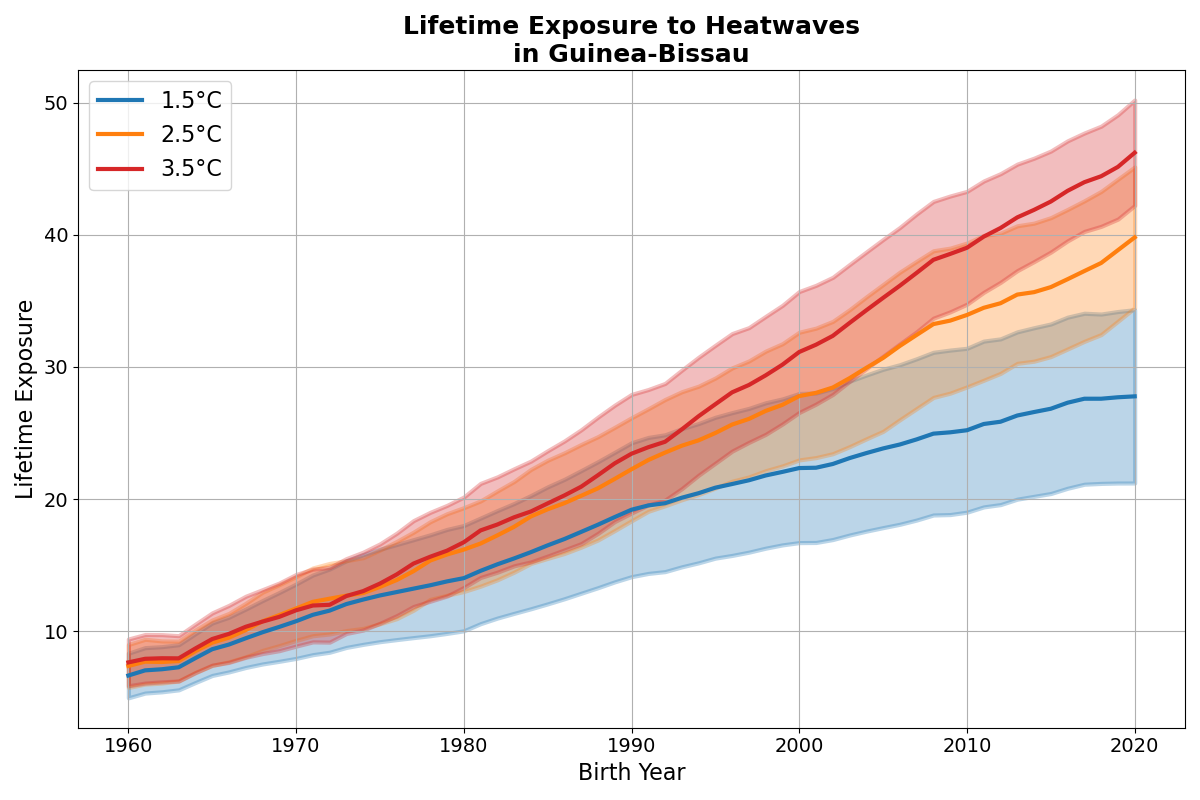 Lifetime Exposure to Heatwaves
in Guinea-Bissau
1.5°C
2.5°C
3.5°C
Lifetime Exposure
50
40
30
20
10
1960 1970 1980 1990 2000 2010 2020
Birth Year